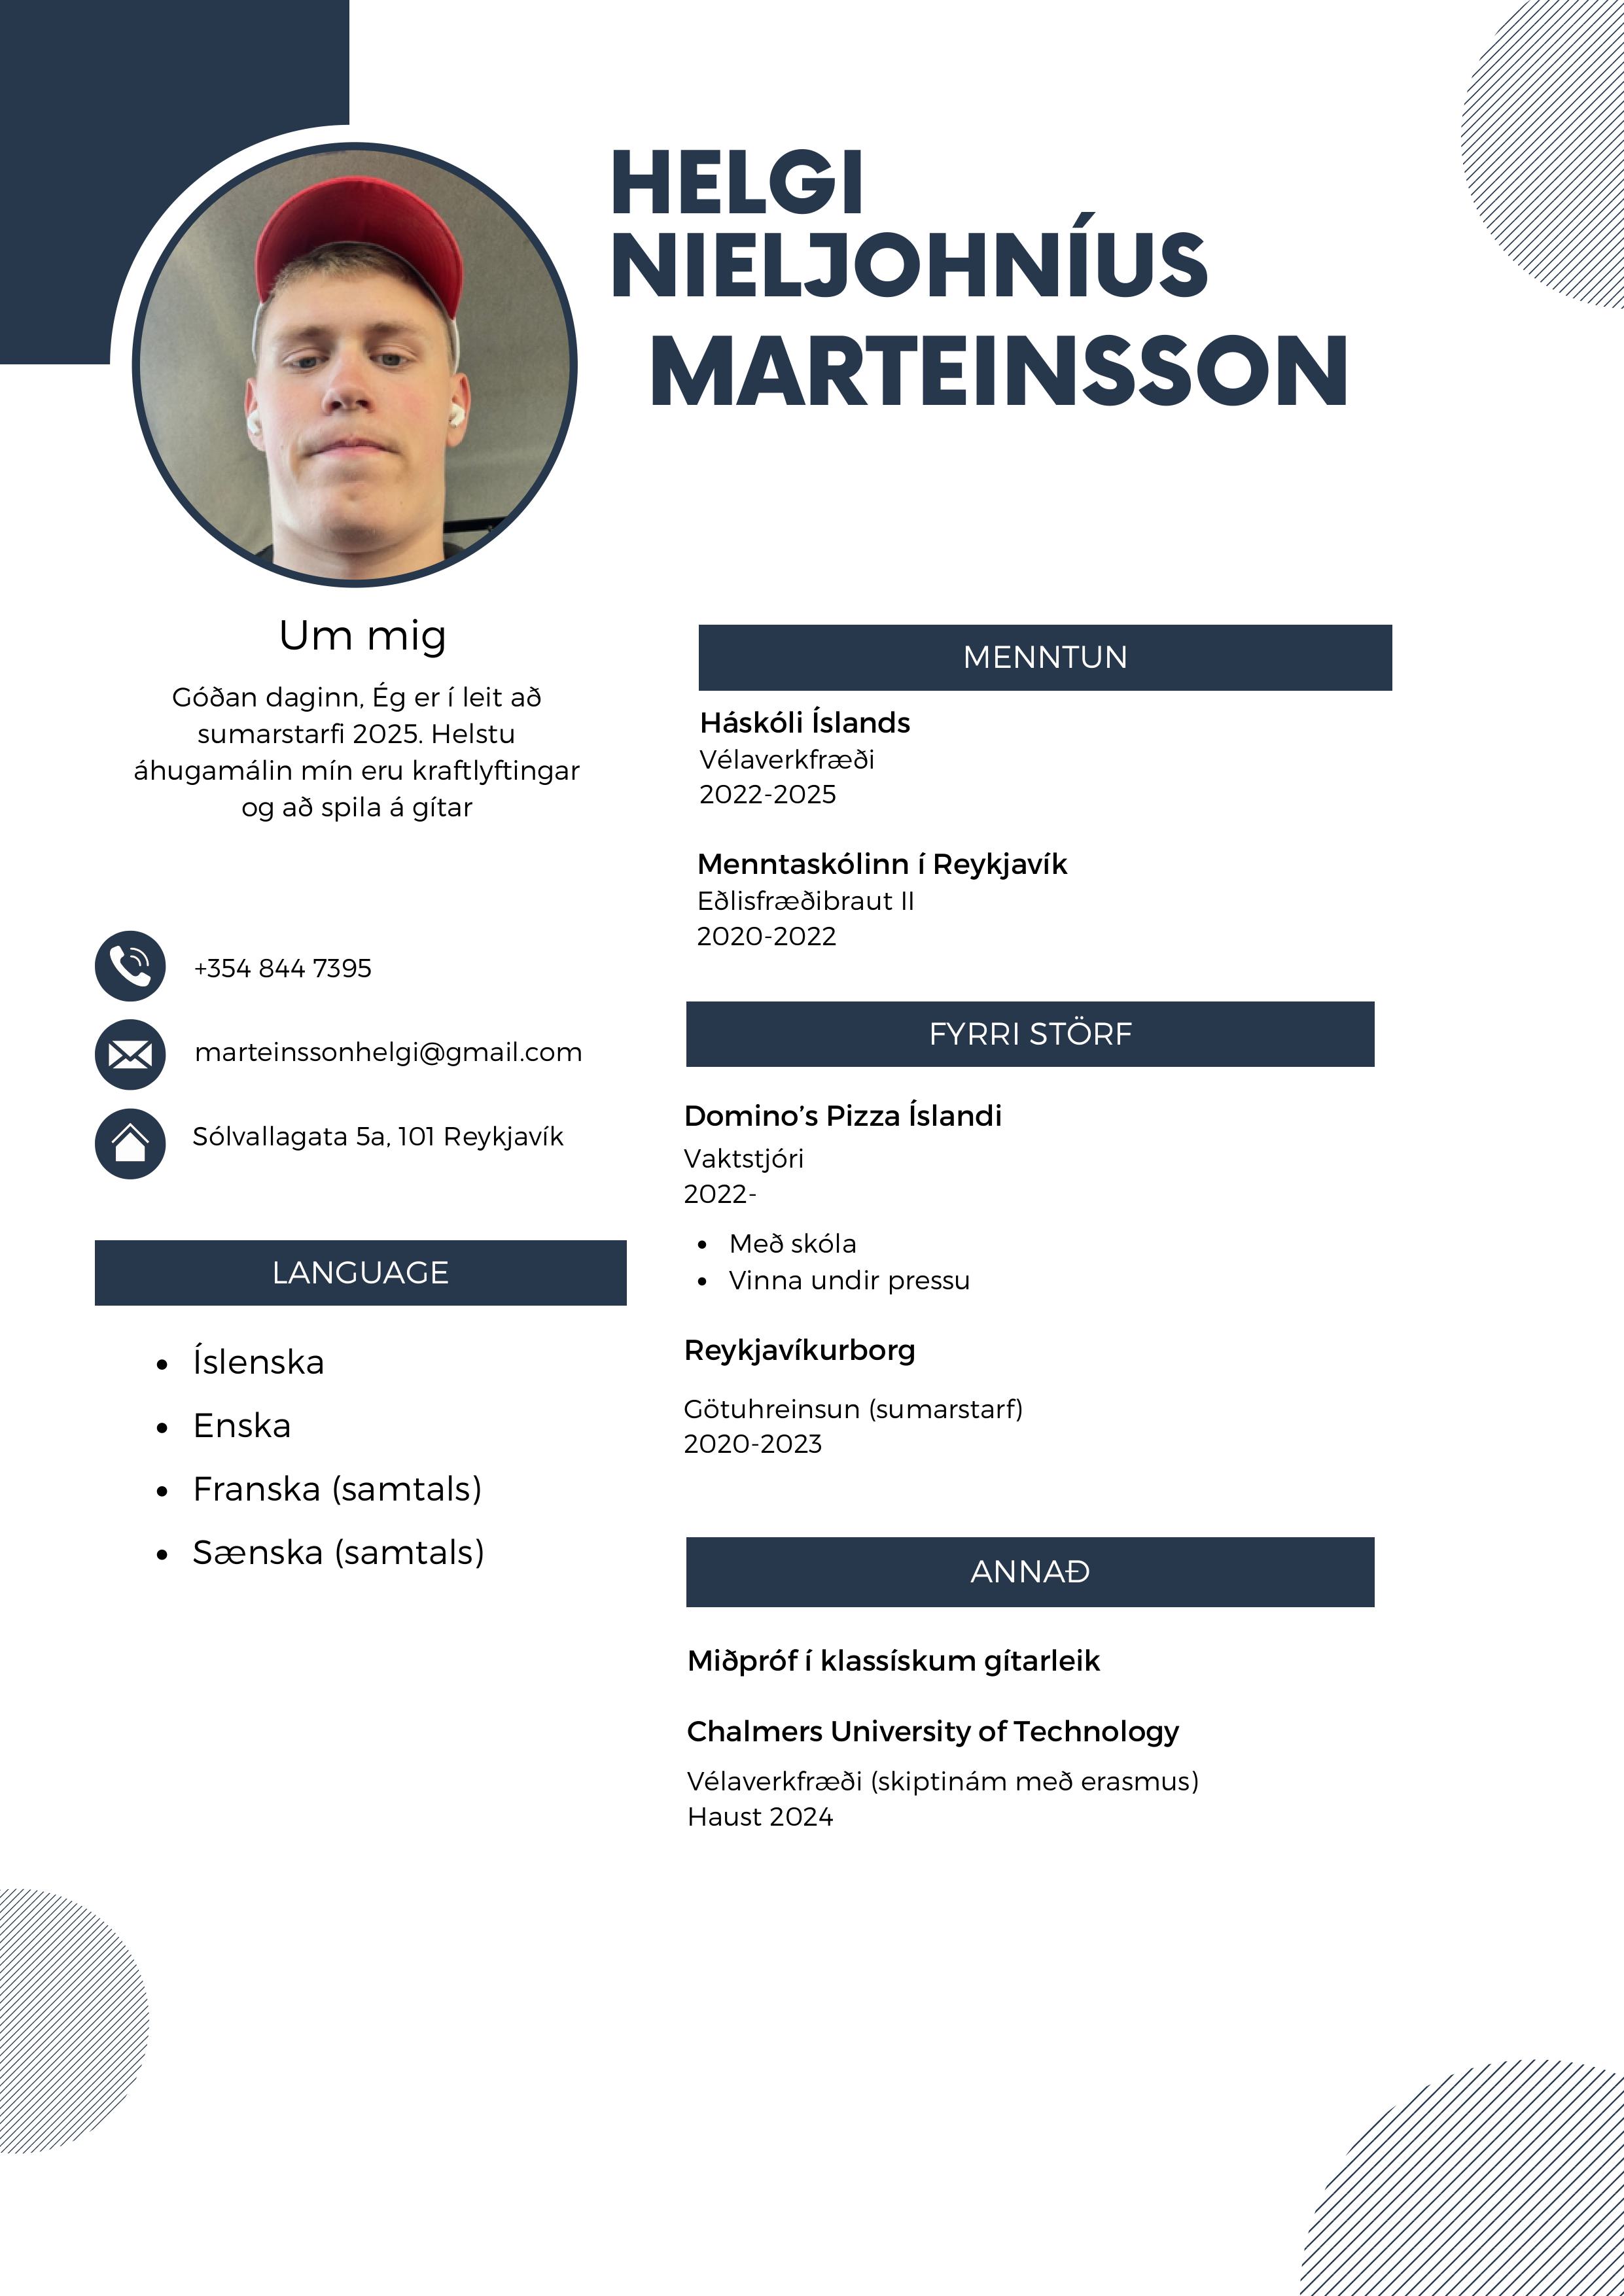 HELGI
NIELJOHNÍUS
MARTEINSSON
Um mig
Góðan daginn, Ég er í leit að
sumarstarfi 2025. Helstu
áhugamálin mín eru kraftlyftingar
og að spila á gítar
+354 844 7395
marteinssonhelgi@gmail.com
Sólvallagata 5a, 101 Reykjavík
LANGUAGE
Íslenska
Enska
Franska (samtals)
Sænska (samtals)
MENNTUN
Háskóli Íslands
Vélaverkfræði
2022-2025
Menntaskólinn í Reykjavík
Eðlisfræðibraut II
2020-2022
FYRRI STÖRF
Domino’s Pizza Íslandi
Vaktstjóri
2022-
Með skóla
Vinna undir pressu
Reykjavíkurborg
Götuhreinsun (sumarstarf)
2020-2023
ANNAÐ
Miðpróf í klassískum gítarleik
Chalmers University of Technology
Vélaverkfræði (skiptinám með erasmus)
Haust 2024